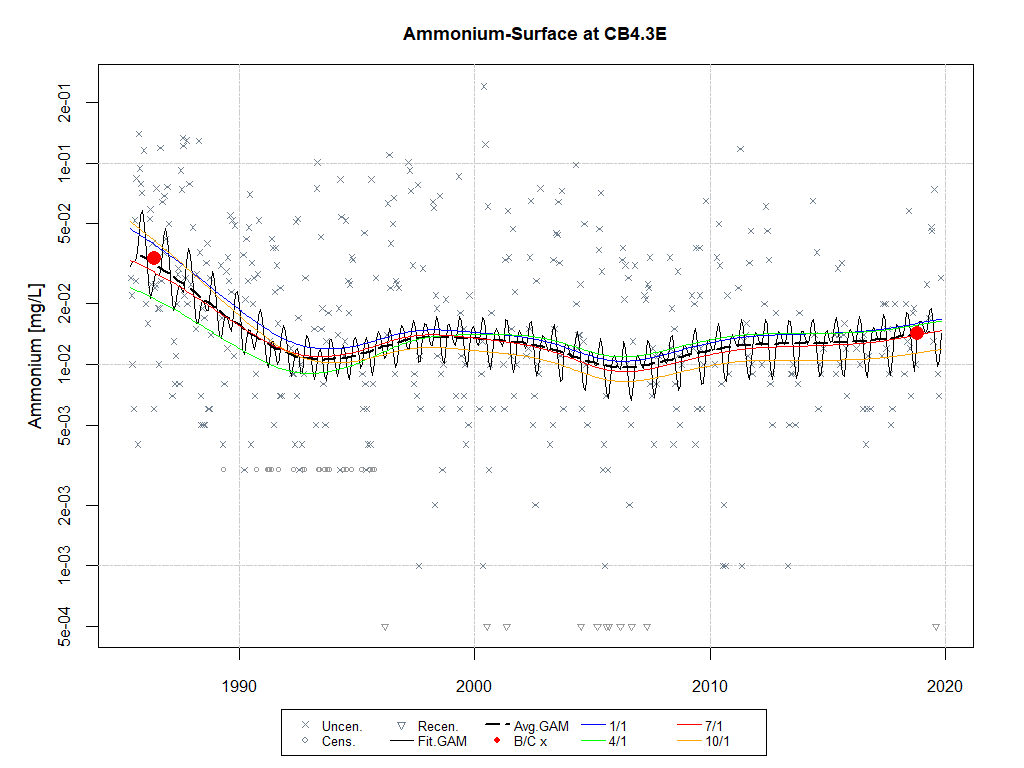 Ammonium-Surface at CB4.3E
Ammonium [mg/L]
2e-01
1e-01
5e-02
2e-02
1e-02
5e-03
2e-03
1e-03
5e-04
1990 2000 2010 2020
Uncen. Recen. Avg.GAM 1/1 7/1
Cens. Fit.GAM B/C x 4/1 10/1